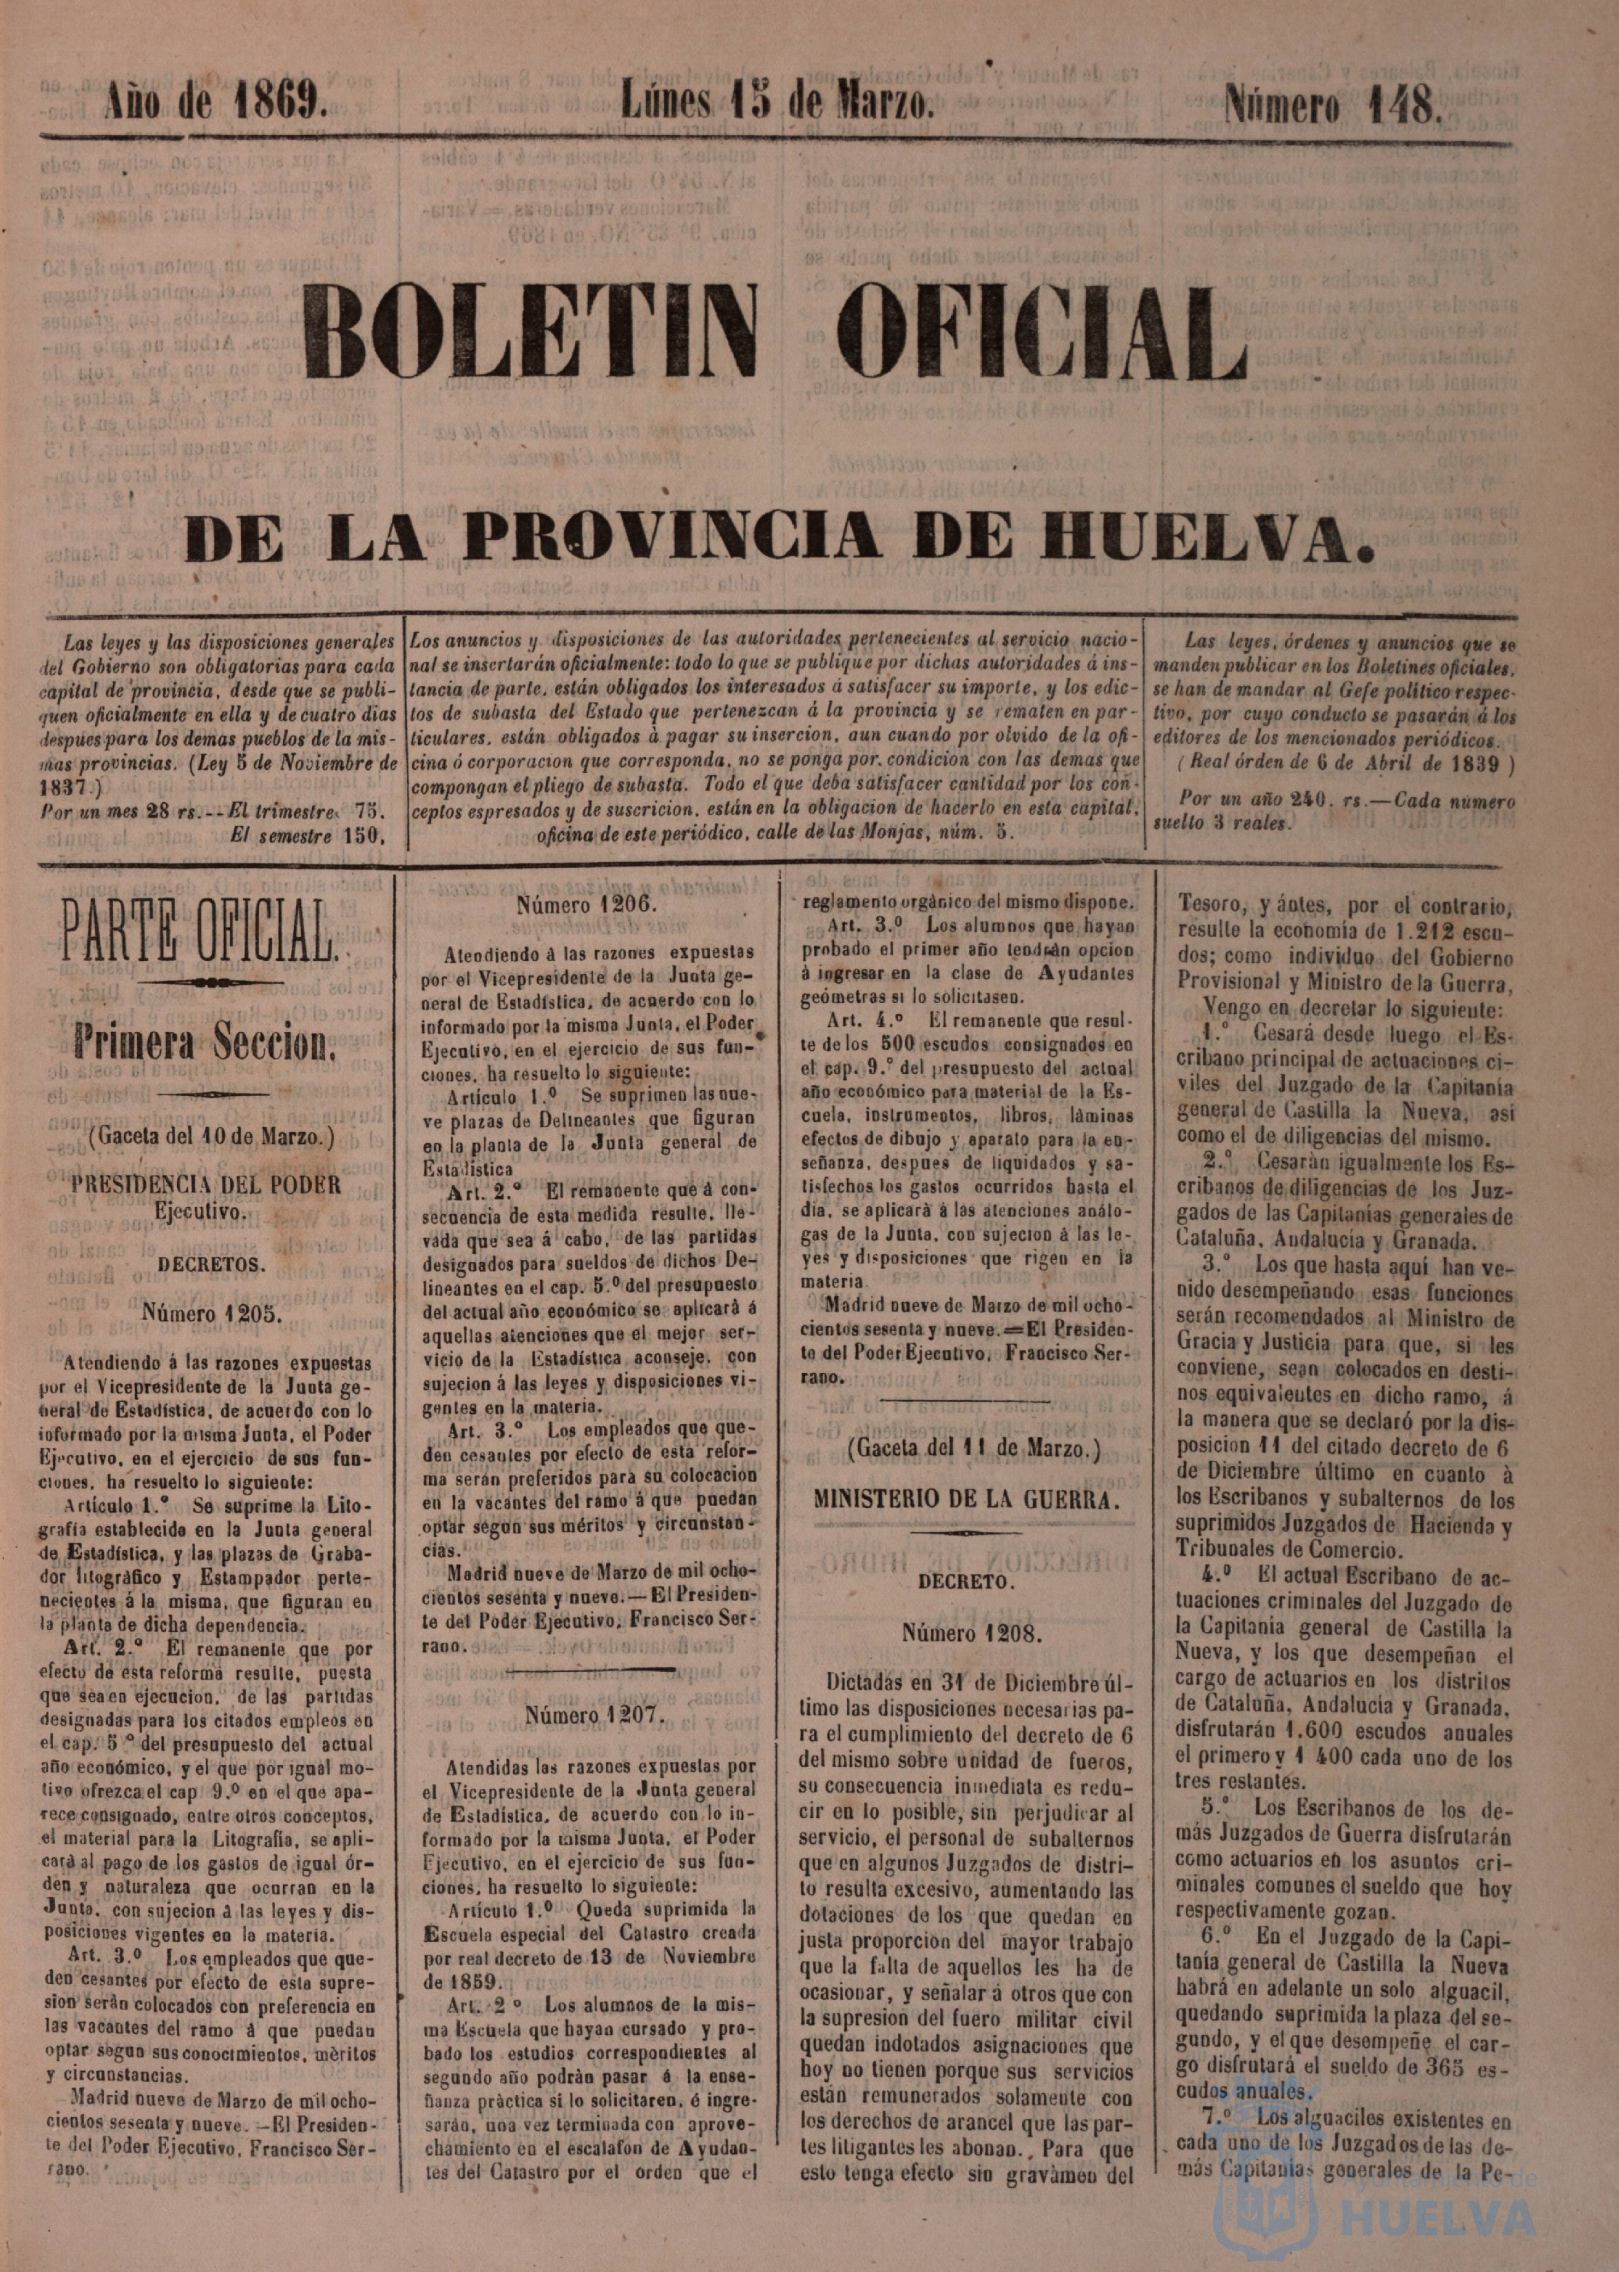 Año de 1869.
Lúnes 15 de Marzo.
Número 148.
BOLETIN OFICIAL
DE LA PROVINCIA DE HUELVA.
Las leyes y las disposiciones generales
del Gobierno son obligatorias para cada
capital de provincia, desde que se publi-
quen oficialmente en ella y de cuatro dias
despues para los demas pueblos de la mis-
mas provincias. (Ley 5 de Noviembre de
1837.)
Por un mes 28 rs.--El trimestre 75.
El semestre 150,
Los anuncios y disposiciones de las autoridades pertenecientes al servicio nacio-
nal se insertarán oficialmente: todo lo que se publique por dichas autoridades á ins-
tancia de parte, están obligados los interesados á satisfacer su importe, y los edic-
tos de subasta del Estado que pertenezcan á la provincia y se rematen en par-
ticulares, están obligados à pagar su insercion, aun cuando por olvido de la ofi-
cina ó corporacion que corresponda, no se ponga por condicion con las demas que
compongan el pliego de subasta. Todo el que deba satisfacer cantidad por los con-
ceptos espresados y de suscricion, están en la obligacion de hacerlo en esta capital,
oficina de este periódico, calle de las Monjas, núm. 5.
Las leyes, órdenes y anuncios que se
manden publicar en los Boletines oficiales,
se han de mandar al Gefe politico respec-
tivo, por cuyo conducto se pasarán á los
editores de los mencionados periódicos.
(Real órden de 6 de Abril de 1839)
Por un año 240. rs.—Cada número
suelto 3 reales.
PARTE OFICIAL.
Primera Seccion.
(Gaceta del 10 de Marzo.)
PRESIDENCIA DEL PODER
Ejecutivo.
DECRETOS.
Número 1205.
Atendiendo á las razones expuestas
por el Vicepresidente de la Junta ge-
neral de Estadística, de acuerdo con lo
informado por la misma Junta, el Poder
Ejecutivo, en el ejercicio de sus fun-
ciones, ha resuelto lo siguiente:
Artículo 1.º Se suprime la Lito-
grafía establecida en la Junta general
de Estadística, y las plazas de Graba-
dor litográfico y Estampador perte-
necientes á la misma, que figuran en
la planta de dicha dependencia.
Art. 2.º El remanente que por
efecto de esta reforma resulte, puesta
que sea en ejecucion, de las partidas
designadas para los citados empleos en
el cap. 5.º del presupuesto del actual
año económico, y el que por igual mo-
tivo ofrezca el cap 9.º en el que apa-
rece consignado, entre otros conceptos,
el material para la Litografía, se apli-
cará al pago de los gastos de igual ór-
den y naturaleza que ocurran en la
Junta, con sujecion á las leyes y dis-
posiciones vigentes en la materia.
Art. 3.º Los empleados que que-
den cesantes por efecto de esta supre-
sion serán colocados con preferencia en
las vacantes del ramo á que puedan
optar segun sus conocimientos, mèritos
y circunstancias.
Madrid nueve de Marzo de mil ocho-
cientos sesenta y nueve.—El Presiden-
te del Poder Ejecutivo, Francisco Ser-
rano.
Número 1206.
Atendiendo à las razones expuestas
por el Vicepresidente de la Junta ge-
neral de Estadística, de acuerdo con lo
informado por la misma Junta, el Poder
Ejecutivo, en el ejercicio de sus fun-
ciones, ha resuelto lo siguiente:
Artículo 1.º Se suprimen las nue-
ve plazas de Delineantes que figuran
en la planta de la Junta general de
Estadística
Art. 2.º El remanente que á con-
secuencia de esta medida resulte, lle-
vada que sea á cabo, de las partidas
designados para sueldos de dichos De-
lineantes en el cap. 5.º del presupuesto
del actual año económico se aplicará á
aquellas atenciones que el mejor ser-
vicio de la Estadística aconseje, con
sujecion á las leyes y disposiciones vi-
gentes en la materia.
Art. 3.º Los empleados que que-
den cesantes por efecto de esta refor-
ma serán preferidos para su colocacion
en la vacantes del ramo á que puedan
optar segun sus méritos y circunstan-
cias.
Madrid nueve de Marzo de mil ocho-
cientos sesenta y nueve.—El Presiden-
te del Poder Ejecutivo, Francisco Ser-
rano.
Número 1207.
Atendidas las razones expuestas por
el Vicepresidente de la Junta general
de Estadistica, de acuerdo con lo in-
formado por la misma Junta, el Poder
Ejecutivo, en el ejercicio de sus fun-
ciones, ha resuelto lo siguiente:
Artículo 1.º Queda suprimida la
Escuela especial del Catastro creada
por real decreto de 13 de Noviembre
de 1859.
Art. 2º Los alumnos de la mis-
ma Escuela que hayan cursado y pro-
bado los estudios correspondientes al
segundo año podràn pasar á la ense-
ñanza pràctica si lo solicitaren, é ingre-
sarán, una vez terminada con aprove-
chamiento en el escalafon de Ayudan-
tes del Catastro por el orden que el
reglamento orgànico del mismo dispone.
Art. 3.º Los alumnos que hayan
probado el primer año tendràn opcion
à ingresar en la clase de Ayudantes
geómetras si lo solicitasen.
Art. 4.º El remanente que resul-
te de los 500 escudos consignados en
el cap. 9.º del presupuesto del actual
año económico para material de la Es-
cuela, instrumentos, libros, làminas
efectos de dibujo y aparato para la en-
señanza, despues de liquidados y sa-
tisfechos los gastos ocurridos hasta el
dia, se aplicará á las atenciones análo-
gas de la Junta, con sujecion á las le-
yes y disposiciones que rigen en la
materia.
Madrid nueve de Marzo de mil ocho-
cientos sesenta y nueve.=El Presiden-
te del Poder Ejecutivo, Francisco Ser-
rano.
(Gaceta del 11 de Marzo.)
MINISTERIO DE LA GUERRA.
DECRETO.
Número 1208.
Dictadas en 31 de Diciembre úl-
timo las disposiciones necesarias pa-
ra el cumplimiento del decreto de 6
del mismo sobre unidad de fueros,
su consecuencia inmediata es redu-
cir en lo posible, sin perjudicar al
servicio, el personal de subalternos
que en algunos Juzgados de distri-
to resulta excesivo, aumentando las
dotaciones de los que quedan en
justa proporcion del mayor trabajo
que la falta de aquellos les ha de
ocasionar, y señalar á otros que con
la supresion del fuero militar civil
quedan indotados asignaciones que
hoy no tienen porque sus servicios
están remunerados solamente con
los derechos de arancel que las par-
tes litigantes les abonan. Para que
esto tenga efecto sin gravàmen del
Tesoro, y ántes, por el contrario,
resulte la economia de 1.212 escu-
dos; como individuo del Gobierno
Provisional y Ministro de la Guerra,
Vengo en decretar lo siguiente:
1.º Cesará desde luego el Es-
cribano principal de actuaciones ci-
viles del Juzgado de la Capitanía
general de Castilla la Nueva, así
como el de diligencias del mismo.
2.º Cesaràn igualmente los Es-
cribanos de diligencias de los Juz-
gados de las Capitanías generales de
Cataluña, Andalucía y Granada.
3.º Los que hasta aquí han ve-
nido desempeñando esas funciones
serán recomendados al Ministro de
Gracia y Justicia para que, si les
conviene, sean colocados en desti-
nos equivalentes en dicho ramo, á
la manera que se declaró por la dis-
posicion 11 del citado decreto de 6
de Diciembre último en cuanto à
los Escribanos y subalternos de los
suprimidos Juzgados de Hacienda y
Tribunales de Comercio.
4.º El actual Escribano de ac-
tuaciones criminales del Juzgado de
la Capitania general de Castilla la
Nueva, y los que desempeñan el
cargo de actuarios en los distritos
de Cataluña, Andalucía y Granada,
disfrutarán 1.600 escudos anuales
el primero y 1 400 cada uno de los
tres restantes.
5.º Los Escribanos de los de-
más Juzgados de Guerra disfrutarán
como actuarios en los asuntos cri-
minales comunes el sueldo que hoy
respectivamente gozan.
6.º En el Juzgado de la Capi-
tanía general de Castilla la Nueva
habrá en adelante un solo alguacil,
quedando suprimida la plaza del se-
gundo, y el que desempeñe el car-
go disfrutará el sueldo de 365 es-
cudos anuales.
7.º Los alguaciles existentes en
cada uno de los Juzgados de las de-
más Capitanías generales de la Pe-
Ayuntamiento de
HUELVA